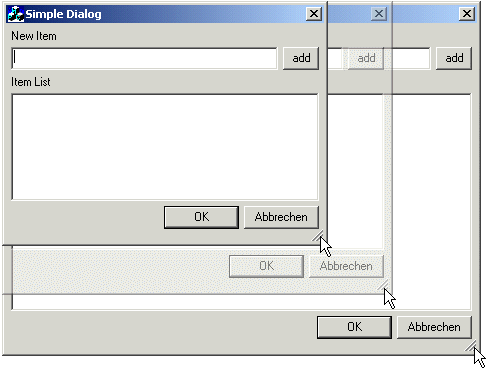 Simple Dialog
New Item
add add add
Item List
OK Abbrechen
OK Abbrechen
OK Abbrechen